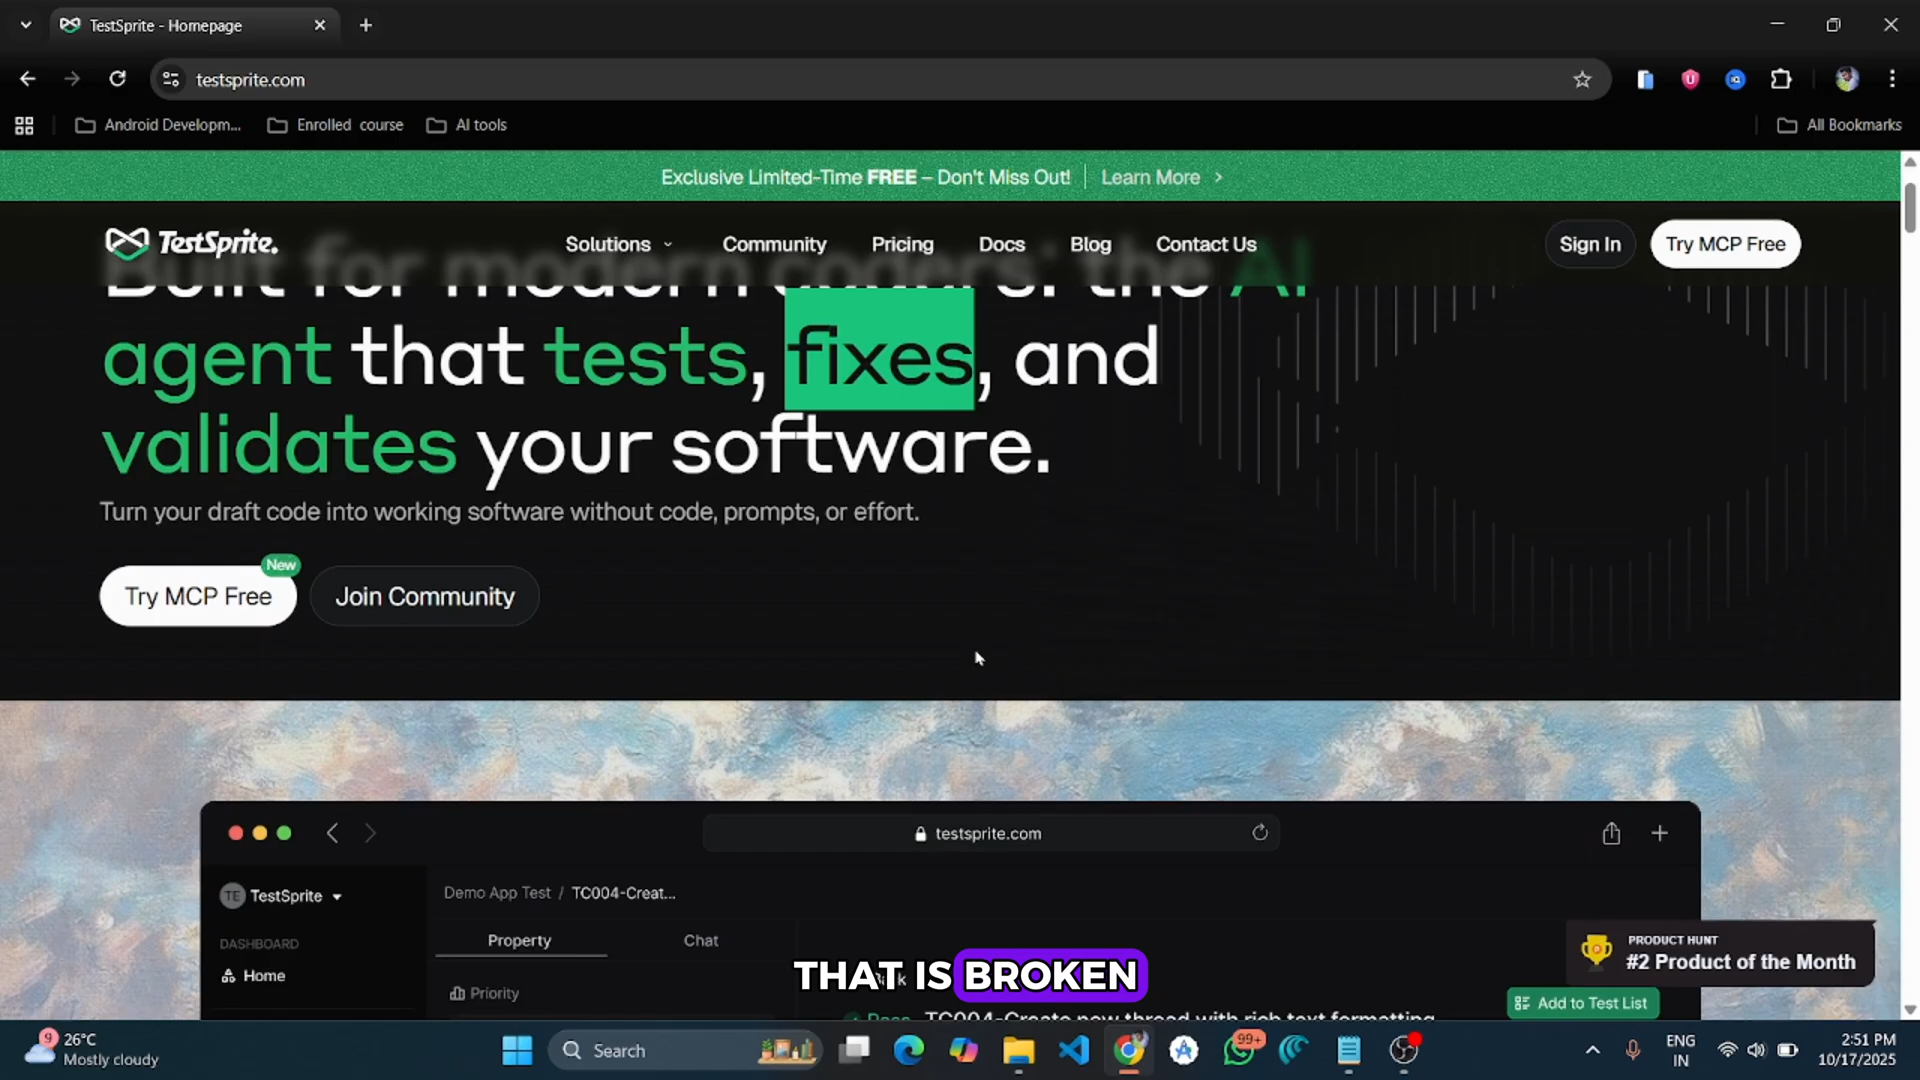 TestSprite - Homepage
testsprite.com
Android Developm...
Enrolled course
AI tools
All Bookmarks
Exclusive Limited-Time FREE – Don't Miss Out!
Learn More
TestSprite.
Solutions
Community
Pricing
Docs
Blog
Contact Us
Sign In
Try MCP Free
Built for modern coders: the AI
agent that tests, fixes, and
validates your software.
Turn your draft code into working software without code, prompts, or effort.
New
Try MCP Free
Join Community
testsprite.com
TE
TestSprite
Demo App Test / TC004-Creat...
DASHBOARD
Property
Chat
Home
Priority
PRODUCT HUNT
#2 Product of the Month
THAT IS BROKEN
Add to Test List
Pass
TC004-Create new thread with rich text formatting
9
26°C
Mostly cloudy
Search
99+
ENG
IN
2:51 PM
10/17/2025